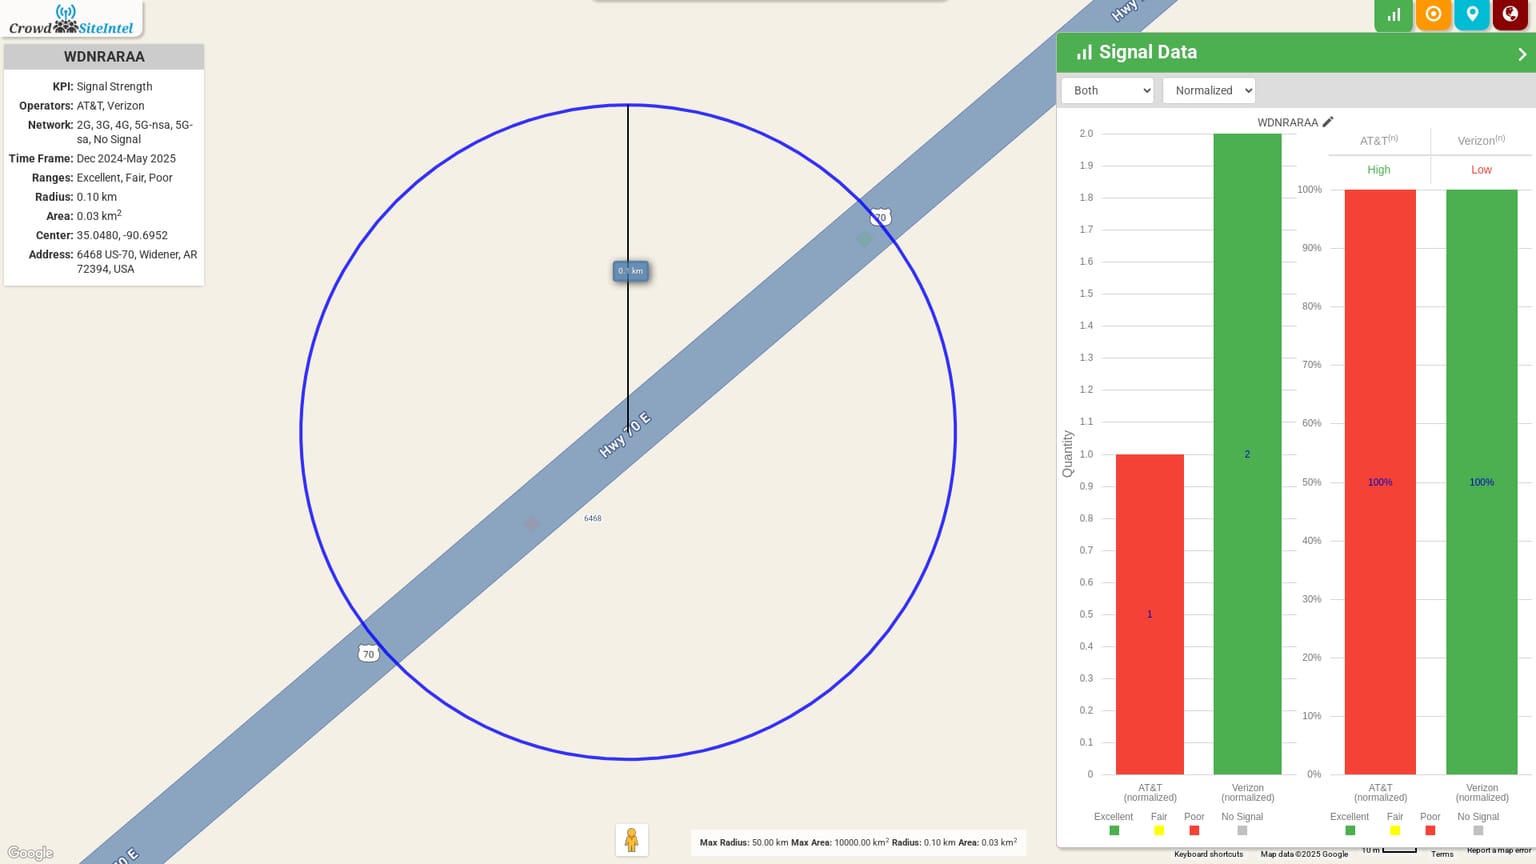 Crowd SiteIntel
WDNRARAA
KPI: Signal Strength
Operators: AT&T, Verizon
Network: 2G, 3G, 4G, 5G-nsa, 5G-
sa, No Signal
Time Frame: Dec 2024-May 2025
Ranges: Excellent, Fair, Poor
Radius: 0.10 km
Area: 0.03 km²
Center: 35.0480, -90.6952
Address: 6468 US-70, Widener, AR
72394, USA
Hwy
70
0.1 km
Hwy 70 E
6468
70
0 E
Google
Max Radius: 50.00 km Max Area: 10000.00 km² Radius: 0.10 km Area: 0.03 km²
Signal Data
Both
Normalized
WDNRARAA
Quantity
2.0
1.9
1.8
1.7
1.6
1.5
1.4
1.3
1.2
1.1
1.0
0.9
0.8
0.7
0.6
0.5
0.4
0.3
0.2
0.1
0
1
2
AT&T
(normalized)
Verizon
(normalized)
Excellent
Fair
Poor
No Signal
AT&T(n)
Verizon(n)
High
Low
100%
90%
80%
70%
60%
50%
40%
30%
20%
10%
0%
100%
100%
AT&T
(normalized)
Verizon
(normalized)
Excellent
Fair
Poor
No Signal
Keyboard shortcuts
Map data ©2025 Google
10 m
Terms
Report a map error